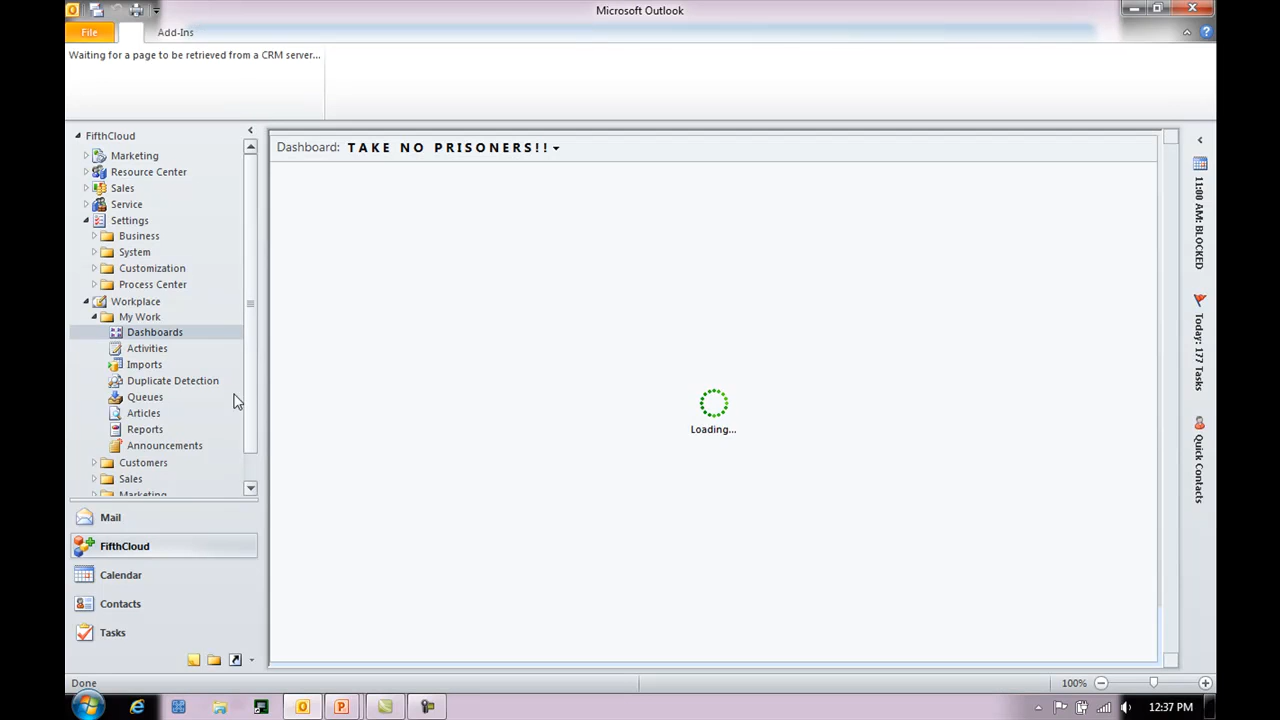 Microsoft Outlook
File
Add-Ins
Waiting for a page to be retrieved from a CRM server...
FifthCloud
Marketing
Resource Center
Sales
Service
Settings
Business
System
Customization
Process Center
Workplace
My Work
Dashboards
Activities
Imports
Duplicate Detection
Queues
Articles
Reports
Announcements
Customers
Sales
Marketing
Mail
FifthCloud
Calendar
Contacts
Tasks
Dashboard: TAKE NO PRISONERS!!
Loading...
11:00 AM: BLOCKED
Today: 177 Tasks
Quick Contacts
Done
100%
12:37 PM